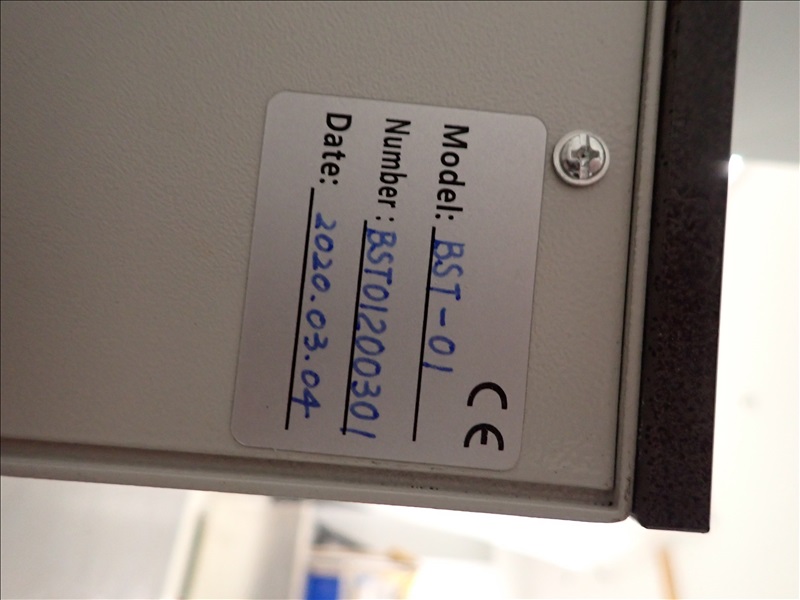 CE
Model: BST-01
Number: BST01200301
Date: 2020.03.04